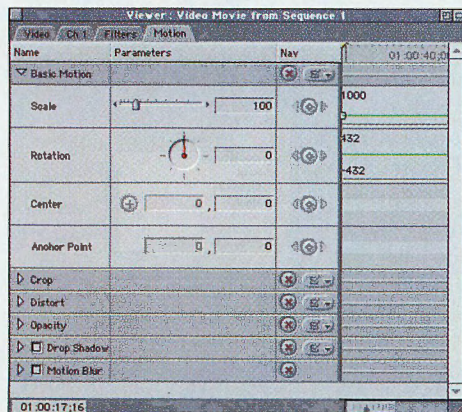 Viewer: Video Movie from Sequence 1
Video Ch 1 Filters Motion
Name Parameters Nav 01:00:40;0
Basic Motion
Scale 100 1000
Rotation 0 432
-432
Center 0 , 0
Anchor Point 0 , 0
Crop
Distort
Opacity
Drop Shadow
Motion Blur
01:00:17;16